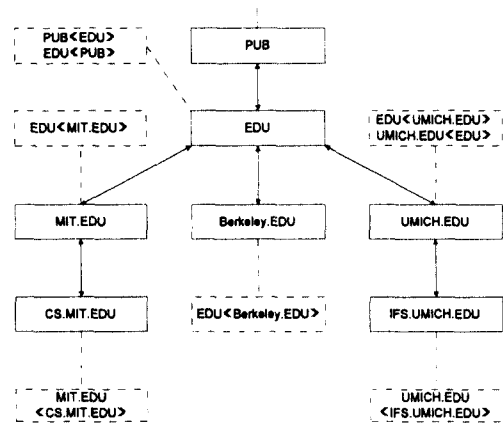 PUB<EDU>
EDU<PUB>
PUB
EDU<MIT.EDU>
EDU
EDU<UMICH.EDU>
UMICH.EDU<EDU>
MIT.EDU
Berkeley.EDU
UMICH.EDU
CS.MIT.EDU
EDU<Berkeley.EDU>
IFS.UMICH.EDU
MIT.EDU
<CS.MIT.EDU>
UMICH.EDU
<IFS.UMICH.EDU>